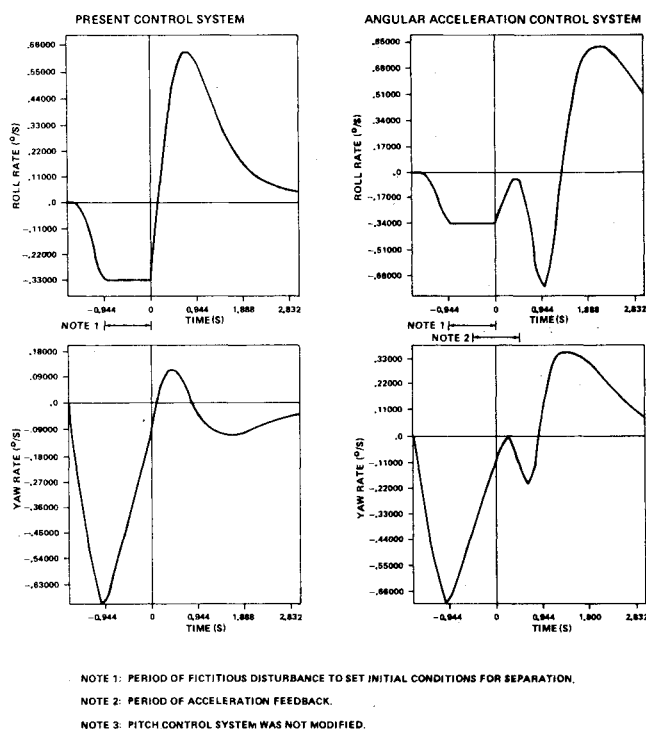 PRESENT CONTROL SYSTEM
ROLL RATE (°/S)
.66000
.55000
.44000
.33000
.22000
.11000
.0
-.11000
-.22000
-.33000
-0.944 0 0.944 1,888 2,832
TIME(S)
NOTE 1
ANGULAR ACCELERATION CONTROL SYSTEM
ROLL RATE (°/S)
.85000
.68000
.51000
.34000
.17000
.0
-.17000
-.34000
-.51000
-.68000
-0.944 0 0,944 1,888 2,832
TIME(S)
NOTE 1
NOTE 2
YAW RATE (°/S)
.18000
.09000
.0
-.09000
-.18000
-.27000
-.36000
-.45000
-.54000
-.63000
-0,944 0 0,944 1,888 2,832
TIME(S)
YAW RATE (°/S)
.33000
.22000
.11000
.0
-.11000
-.22000
-.33000
-.44000
-.55000
-.66000
-0,944 0 0,944 1,800 2,832
TIME(S)
NOTE 1: PERIOD OF FICTITIOUS DISTURBANCE TO SET INITIAL CONDITIONS FOR SEPARATION.
NOTE 2: PERIOD OF ACCELERATION FEEDBACK.
NOTE 3: PITCH CONTROL SYSTEM WAS NOT MODIFIED.